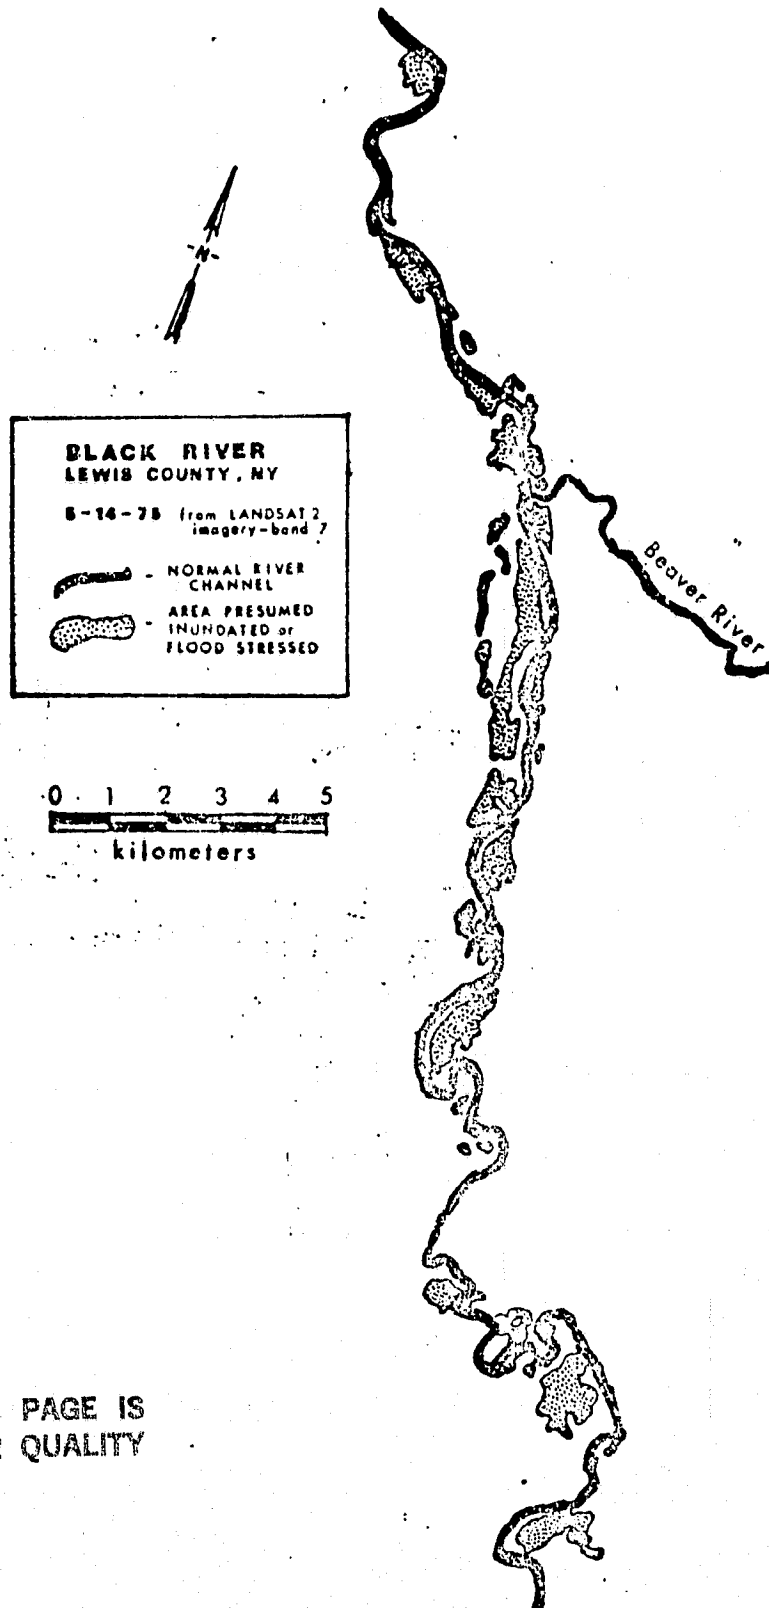 -N-
BLACK RIVER
LEWIS COUNTY, NY
5-14-75 from LANDSAT 2
imagery-band 7
- NORMAL RIVER
CHANNEL
- AREA PRESUMED
INUNDATED or
FLOOD STRESSED
Beaver River
0 1 2 3 4 5
kilometers
PAGE IS
QUALITY